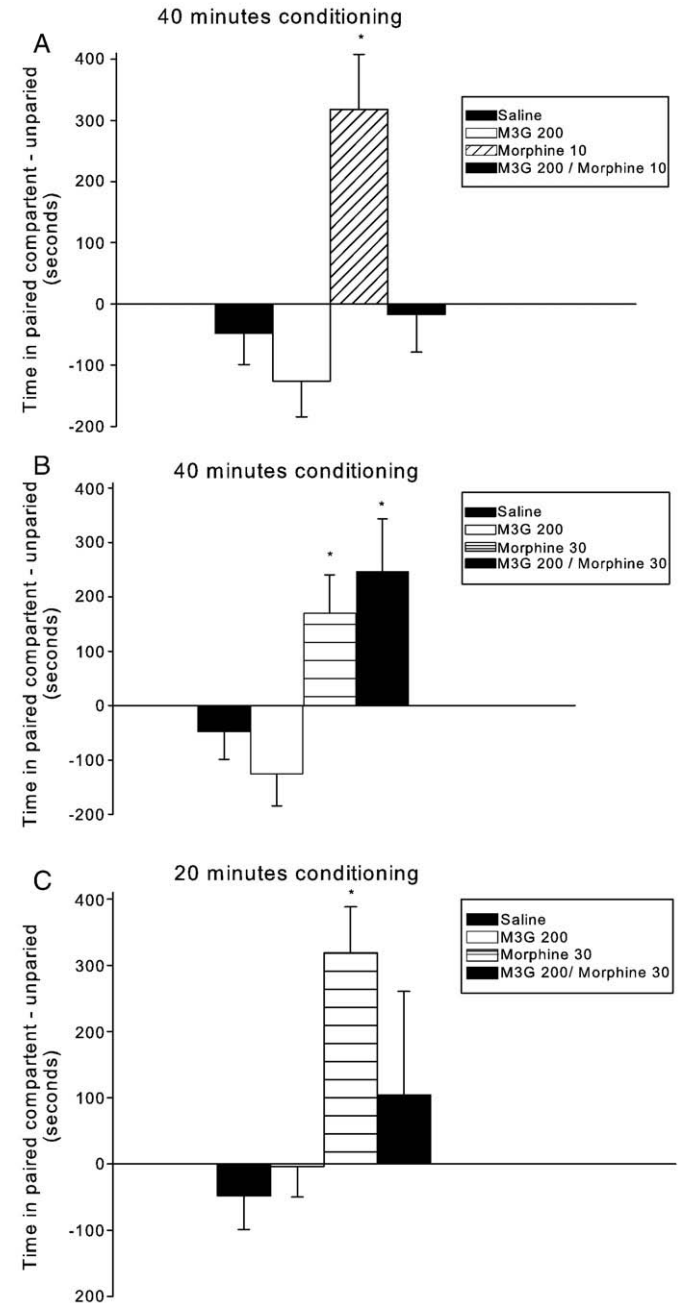 A
40 minutes conditioning
*
400
300
200
100
0
-100
-200
Time in paired compartent - unparied
(seconds)
Saline
M3G 200
Morphine 10
M3G 200 / Morphine 10
B
40 minutes conditioning
*
*
400
300
200
100
0
-100
-200
Time in paired compartent - unparied
(seconds)
Saline
M3G 200
Morphine 30
M3G 200 / Morphine 30
C
20 minutes conditioning
*
400
300
200
100
0
-100
200
Time in paired compartent - unparied
(seconds)
Saline
M3G 200
Morphine 30
M3G 200/ Morphine 30